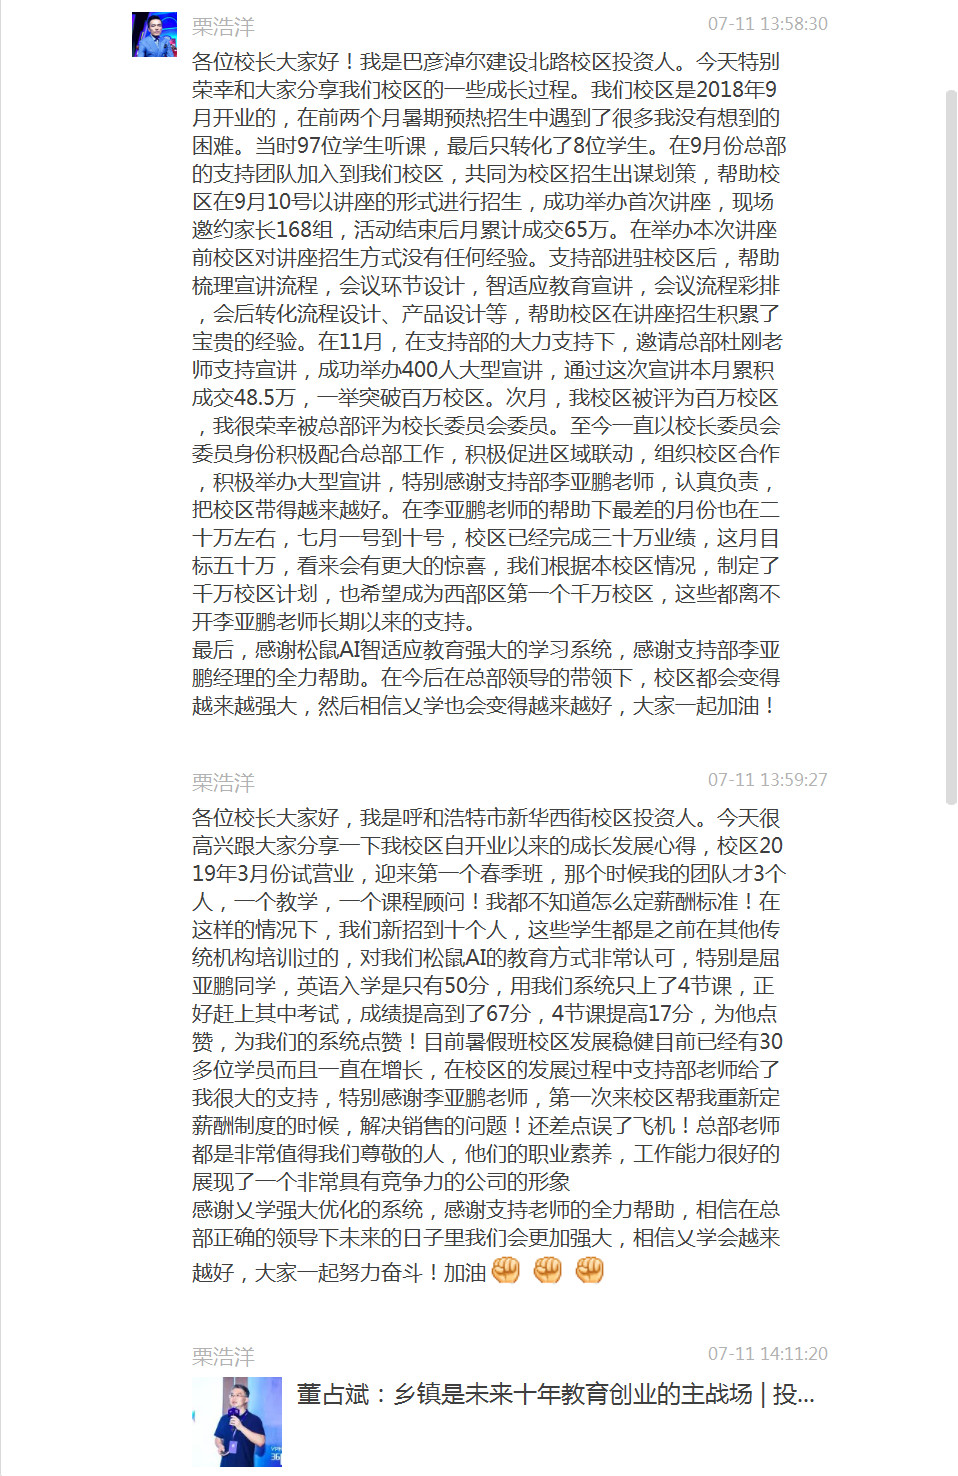 栗浩洋
07-11 13:58:30
各位校长大家好！我是巴彦淖尔建设北路校区投资人。今天特别
荣幸和大家分享我们校区的一些成长过程。我们校区是2018年9
月开业的，在前两个月暑期预热招生中遇到了很多我没有想到的
困难。当时97位学生听课，最后只转化了8位学生。在9月份总部
的支持团队加入到我们校区，共同为校区招生出谋划策，帮助校
区在9月10号以讲座的形式进行招生，成功举办首次讲座，现场
邀约家长168组，活动结束后月累计成交65万。在举办本次讲座
前校区对讲座招生方式没有任何经验。支持部进驻校区后，帮助
梳理宣讲流程，会议环节设计，智适应教育宣讲，会议流程彩排
，会后转化流程设计、产品设计等，帮助校区在讲座招生积累了
宝贵的经验。在11月，在支持部的大力支持下，邀请总部杜刚老
师支持宣讲，成功举办400人大型宣讲，通过这次宣讲本月累积
成交48.5万，一举突破百万校区。次月，我校区被评为百万校区
，我很荣幸被总部评为校长委员会委员。至今一直以校长委员会
委员身份积极配合总部工作，积极促进区域联动，组织校区合作
，积极举办大型宣讲，特别感谢支持部李亚鹏老师，认真负责，
把校区带得越来越好。在李亚鹏老师的帮助下最差的月份也在二
十万左右，七月一号到十号，校区已经完成三十万业绩，这月目
标五十万，看来会有更大的惊喜，我们根据本校区情况，制定了
千万校区计划，也希望成为西部区第一个千万校区，这些都离不
开李亚鹏老师长期以来的支持。
最后，感谢松鼠AI智适应教育强大的学习系统，感谢支持部李亚
鹏经理的全力帮助。在今后在总部领导的带领下，校区都会变得
越来越强大，然后相信乂学也会变得越来越好，大家一起加油！
栗浩洋
07-11 13:59:27
各位校长大家好，我是呼和浩特市新华西街校区投资人。今天很
高兴跟大家分享一下我校区自开业以来的成长发展心得，校区20
19年3月份试营业，迎来第一个春季班，那个时候我的团队才3个
人，一个教学，一个课程顾问！我都不知道怎么定薪酬标准！在
这样的情况下，我们新招到十个人，这些学生都是之前在其他传
统机构培训过的，对我们松鼠AI的教育方式非常认可，特别是屈
亚鹏同学，英语入学是只有50分，用我们系统只上了4节课，正
好赶上其中考试，成绩提高到了67分，4节课提高17分，为他点
赞，为我们的系统点赞！目前暑假班校区发展稳健目前已经有30
多位学员而且一直在增长，在校区的发展过程中支持部老师给了
我很大的支持，特别感谢李亚鹏老师，第一次来校区帮我重新定
薪酬制度的时候，解决销售的问题！还差点误了飞机！总部老师
都是非常值得我们尊敬的人，他们的职业素养，工作能力很好的
展现了一个非常具有竞争力的公司的形象
感谢乂学强大优化的系统，感谢支持老师的全力帮助，相信在总
部正确的领导下未来的日子里我们会更加强大，相信乂学会越来
越好，大家一起努力奋斗！加油✊ ✊ ✊
栗浩洋
07-11 14:11:20
董占斌：乡镇是未来十年教育创业的主战场 | 投...